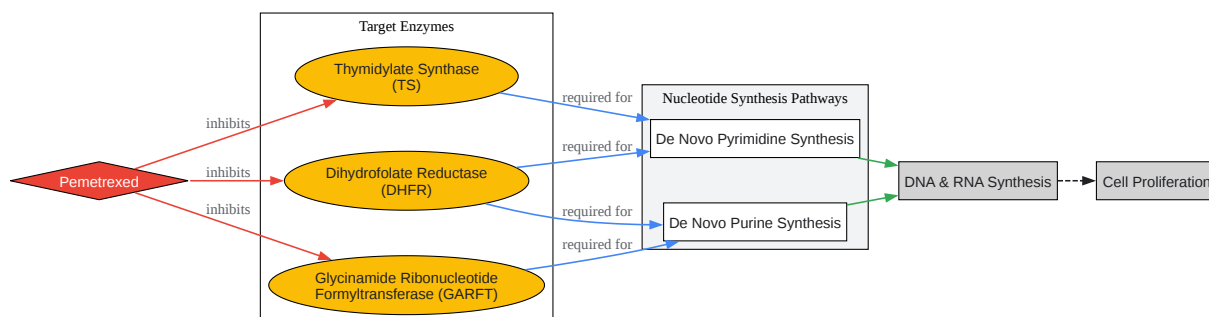 Target Enzymes
Thymidylate Synthase
(TS)
required for
Nucleotide Synthesis Pathways
inhibits
De Novo Pyrimidine Synthesis
required for
Pemetrexed
inhibits
Dihydrofolate Reductase
(DHFR)
DNA & RNA Synthesis
Cell Proliferation
inhibits
required for
De Novo Purine Synthesis
required for
Glycinamide Ribonucleotide
Formyltransferase (GARFT)